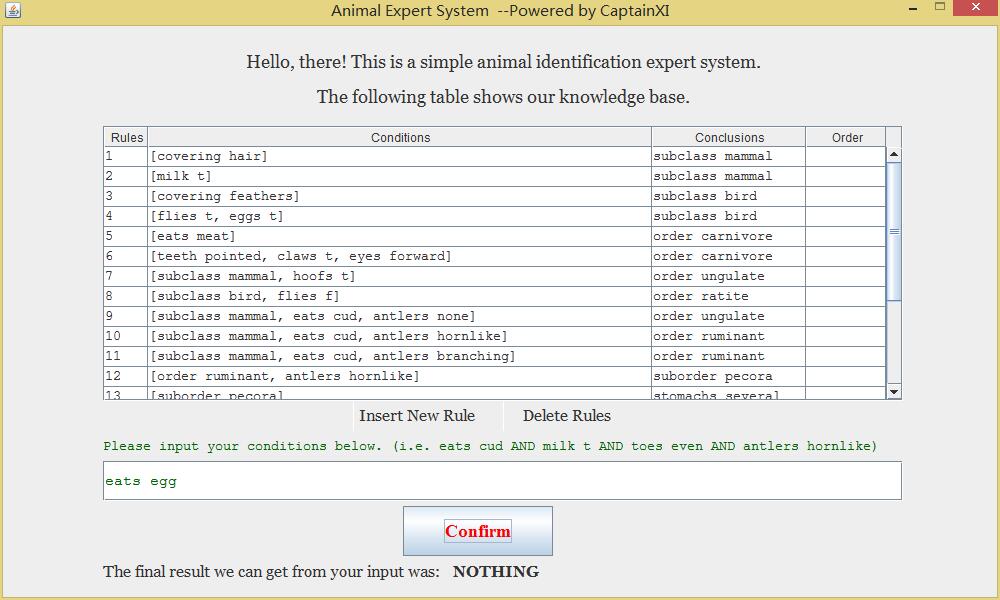 Animal Expert System --Powered by CaptainXI
Hello, there! This is a simple animal identification expert system.
The following table shows our knowledge base.
Rules Conditions Conclusions Order
1 [covering hair] subclass mammal
2 [milk t] subclass mammal
3 [covering feathers] subclass bird
4 [flies t, eggs t] subclass bird
5 [eats meat] order carnivore
6 [teeth pointed, claws t, eyes forward] order carnivore
7 [subclass mammal, hoofs t] order ungulate
8 [subclass bird, flies f] order ratite
9 [subclass mammal, eats cud, antlers none] order ungulate
10 [subclass mammal, eats cud, antlers hornlike] order ruminant
11 [subclass mammal, eats cud, antlers branching] order ruminant
12 [order ruminant, antlers hornlike] suborder pecora
13 [suborder pecora] stomachs several
Insert New Rule Delete Rules
Please input your conditions below. (i.e. eats cud AND milk t AND toes even AND antlers hornlike)
eats egg
Confirm
The final result we can get from your input was: NOTHING